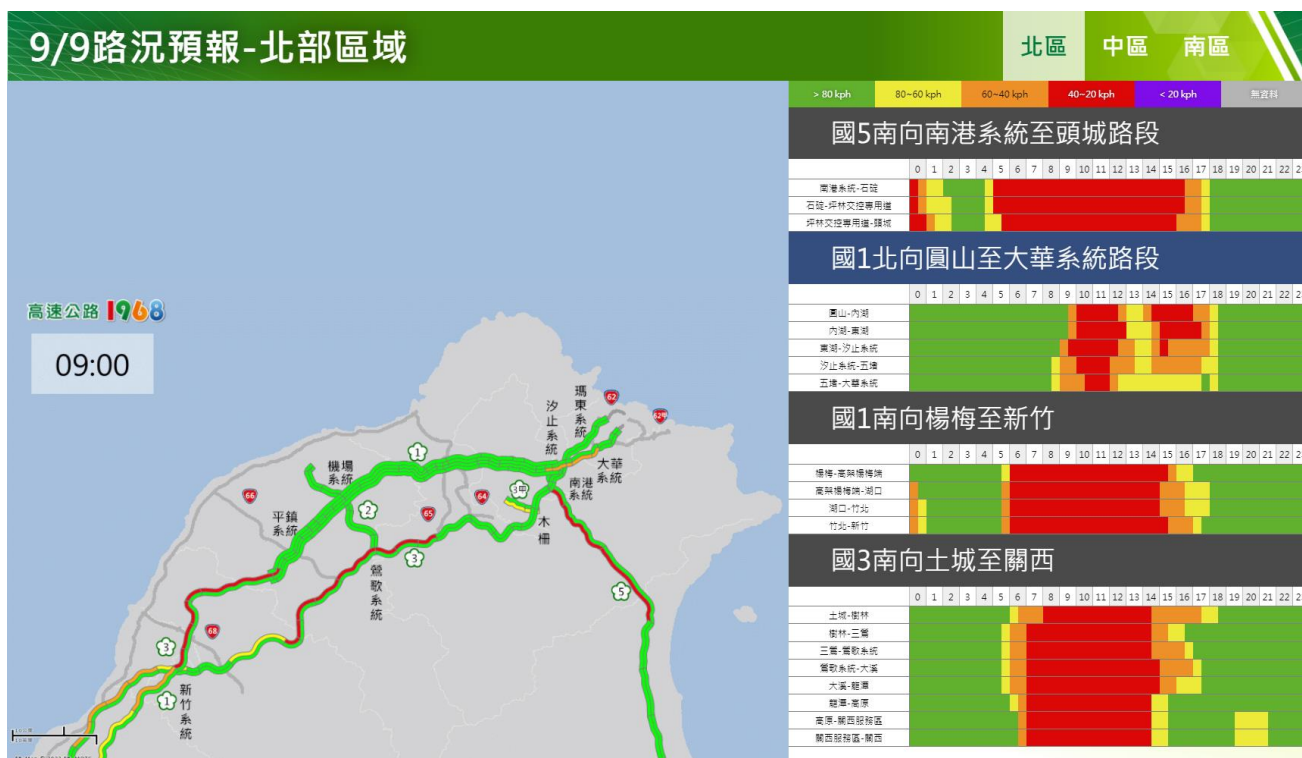 9/9路況預報-北部區域
北區 中區 南區
> 80 kph 80~60 kph 60~40 kph 40~20 kph < 20 kph 無資料
國5南向南港系統至頭城路段
0 1 2 3 4 5 6 7 8 9 10 11 12 13 14 15 16 17 18 19 20 21 22
南港系統-石碇
石碇-坪林交控專用道
坪林交控專用道-頭城
國1北向圓山至大華系統路段
0 1 2 3 4 5 6 7 8 9 10 11 12 13 14 15 16 17 18 19 20 21 22
圓山-內湖
內湖-東湖
東湖-汐止系統
汐止系統-五堵
五堵-大華系統
國1南向楊梅至新竹
0 1 2 3 4 5 6 7 8 9 10 11 12 13 14 15 16 17 18 19 20 21 22
楊梅-高架楊梅端
高架楊梅端-湖口
湖口-竹北
竹北-新竹
國3南向土城至關西
0 1 2 3 4 5 6 7 8 9 10 11 12 13 14 15 16 17 18 19 20 21 22
土城-樹林
樹林-三鶯
三鶯-鶯歌系統
鶯歌系統-大溪
大溪-龍潭
龍潭-高原
高原-關西服務區
關西服務區-關西
高速公路 1968
09:00
瑪東系統
62
汐止系統
62甲
1
機場系統
大華系統
南港系統
3甲
64
66
2
65
平鎮系統
木柵
3
鶯歌系統
5
68
3
新竹系統
1